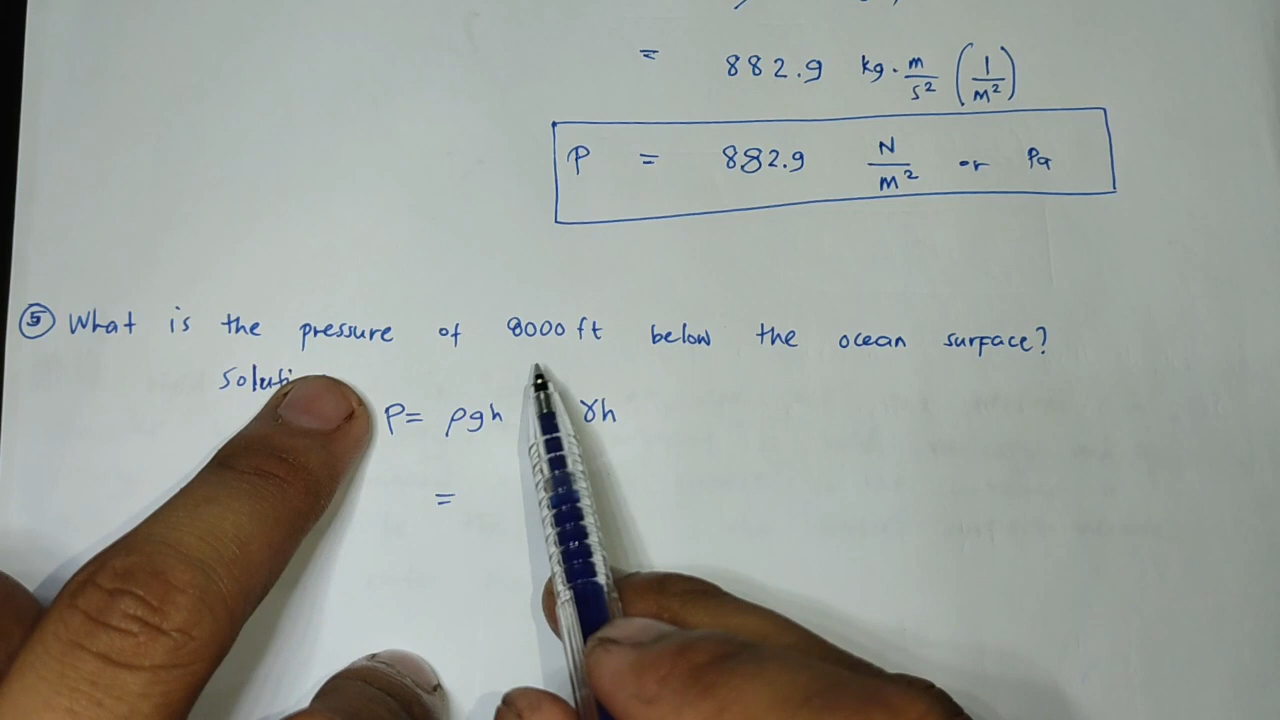 = 882.9 kg·m/s² (1/m²)
P = 882.9 N/m² or Pa
⑤ What is the pressure of 8000 ft below the ocean surface?
P = ρgh γh
=